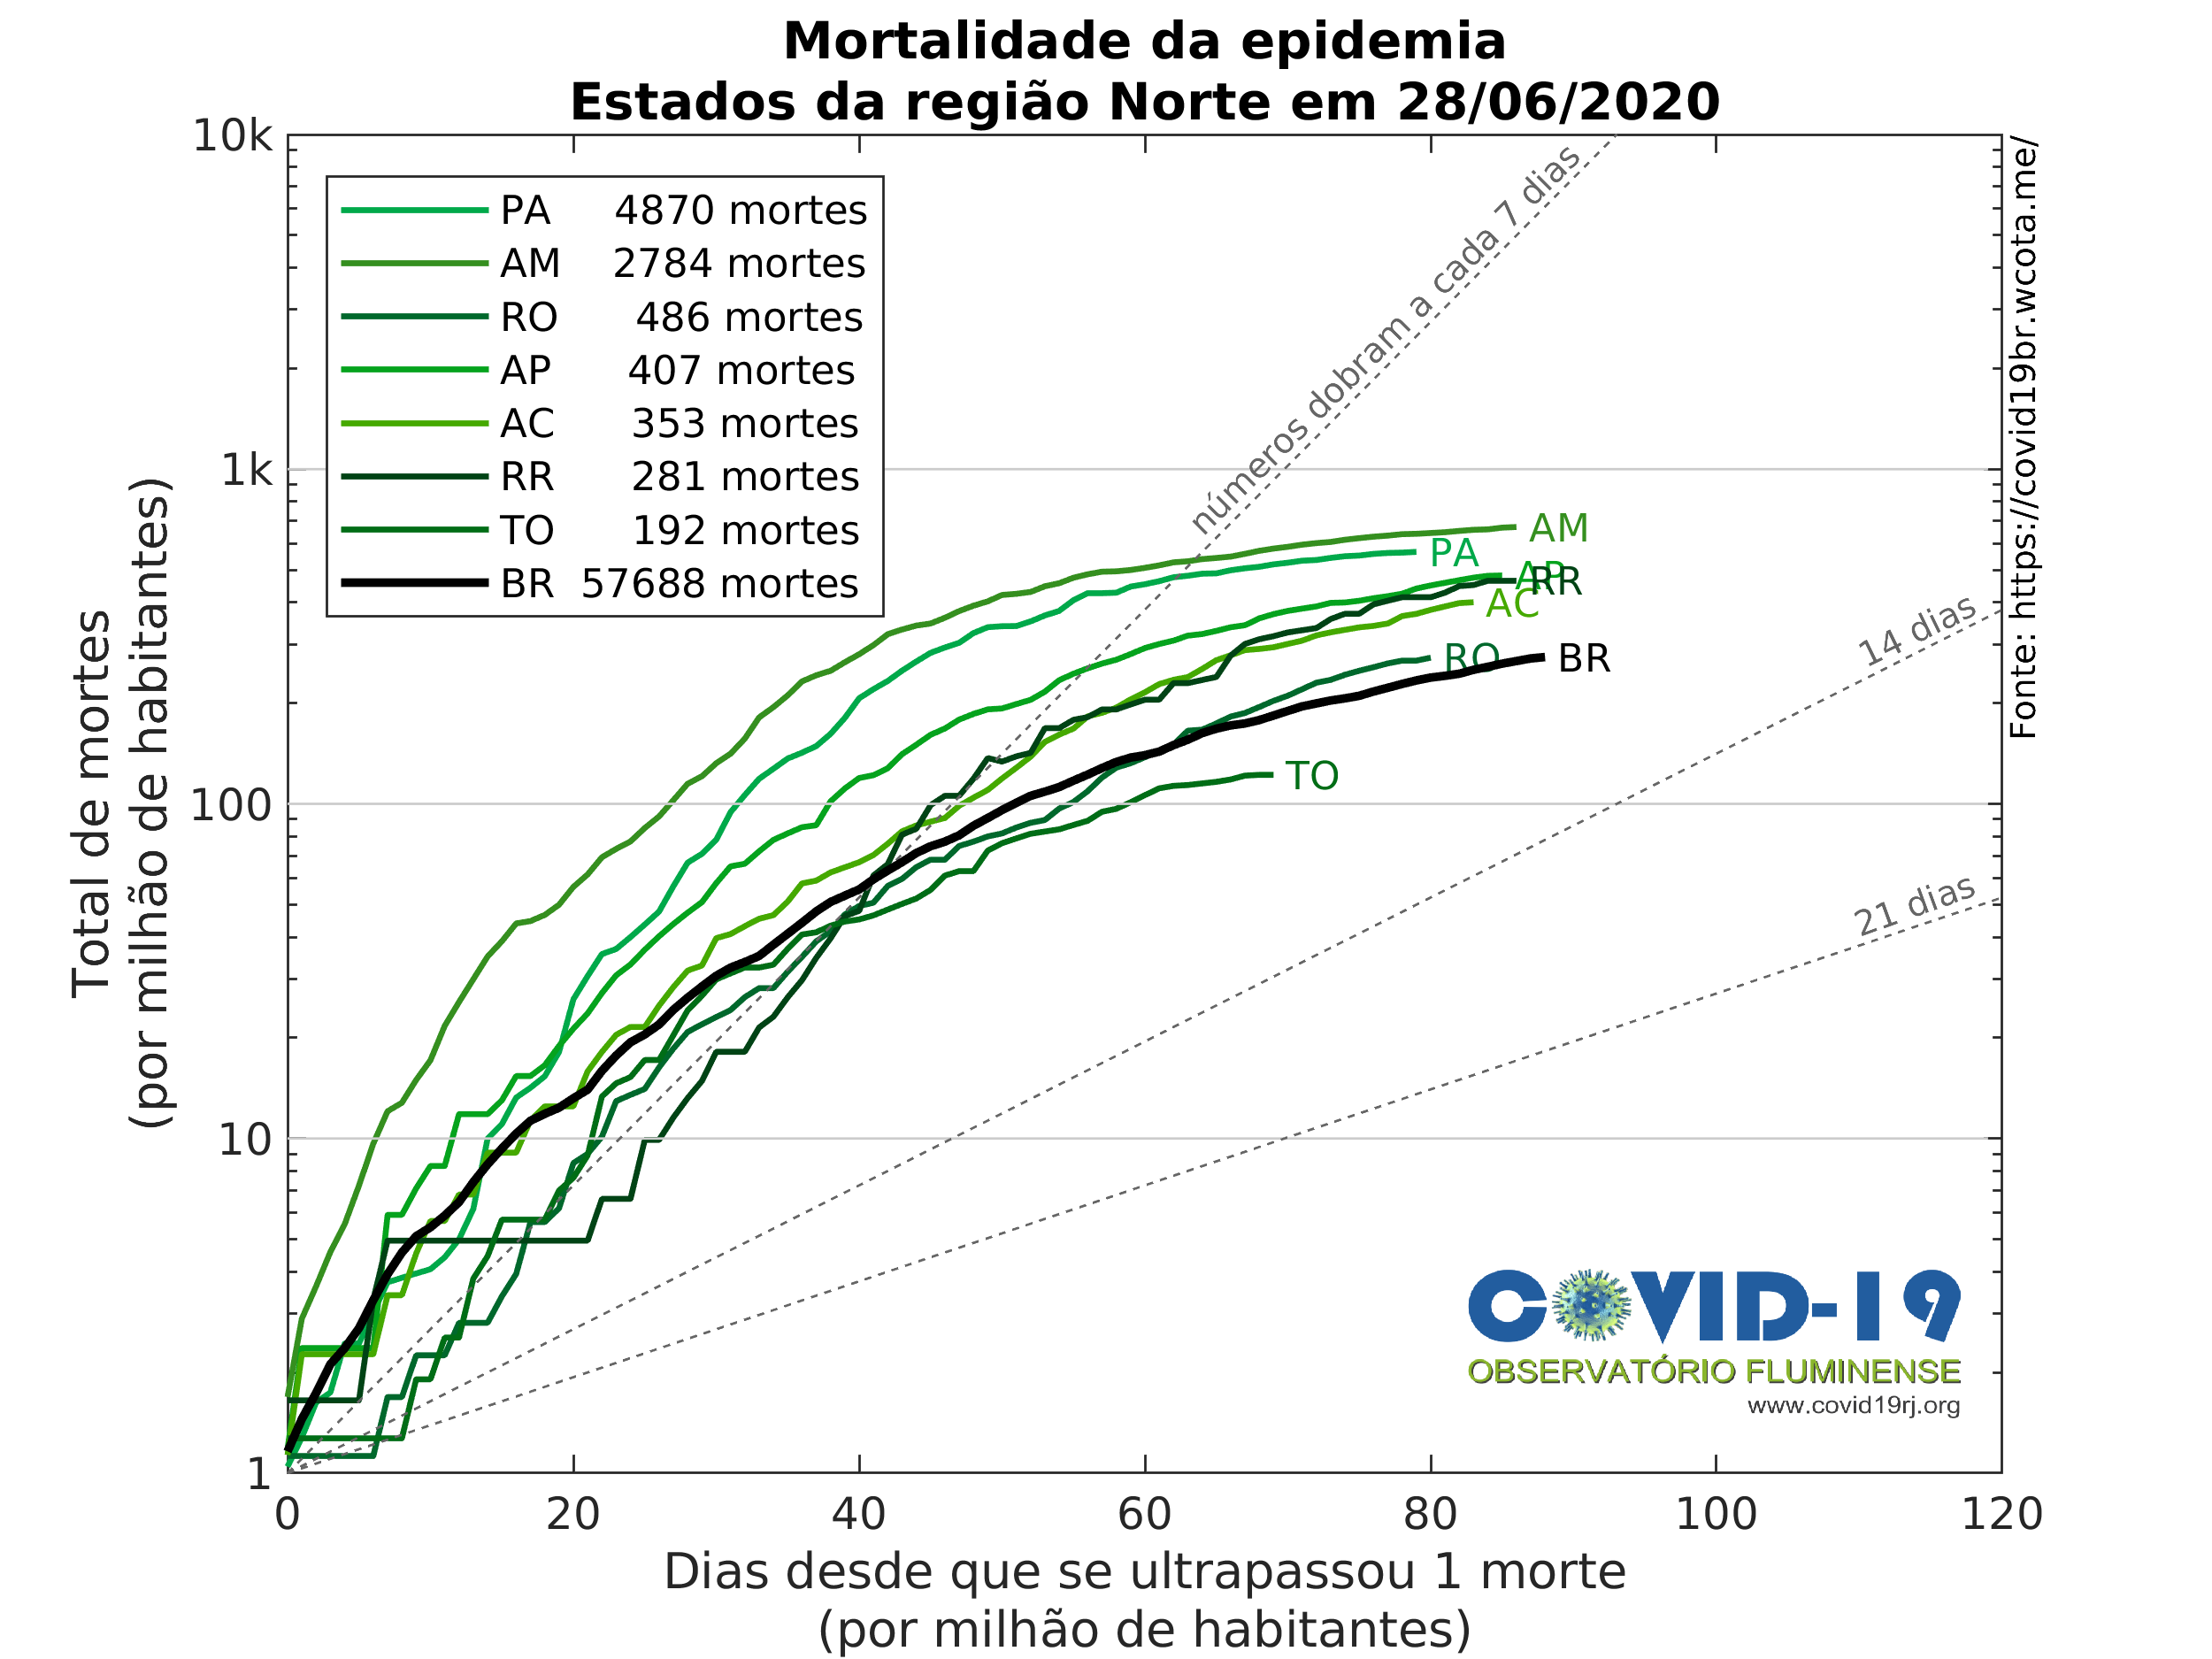 Mortalidade da epidemia
Estados da região Norte em 28/06/2020
10k
1k
100
10
1
Total de mortes
(por milhão de habitantes)
PA 4870 mortes
AM 2784 mortes
RO 486 mortes
AP 407 mortes
AC 353 mortes
RR 281 mortes
TO 192 mortes
BR 57688 mortes
números dobram a cada 7 dias
14 dias
21 dias
AM
PA
AP
RR
AC
RO
BR
TO
Fonte: https://covid19br.wcota.me/
COVID-19
OBSERVATÓRIO FLUMINENSE
www.covid19rj.org
0 20 40 60 80 100 120
Dias desde que se ultrapassou 1 morte
(por milhão de habitantes)